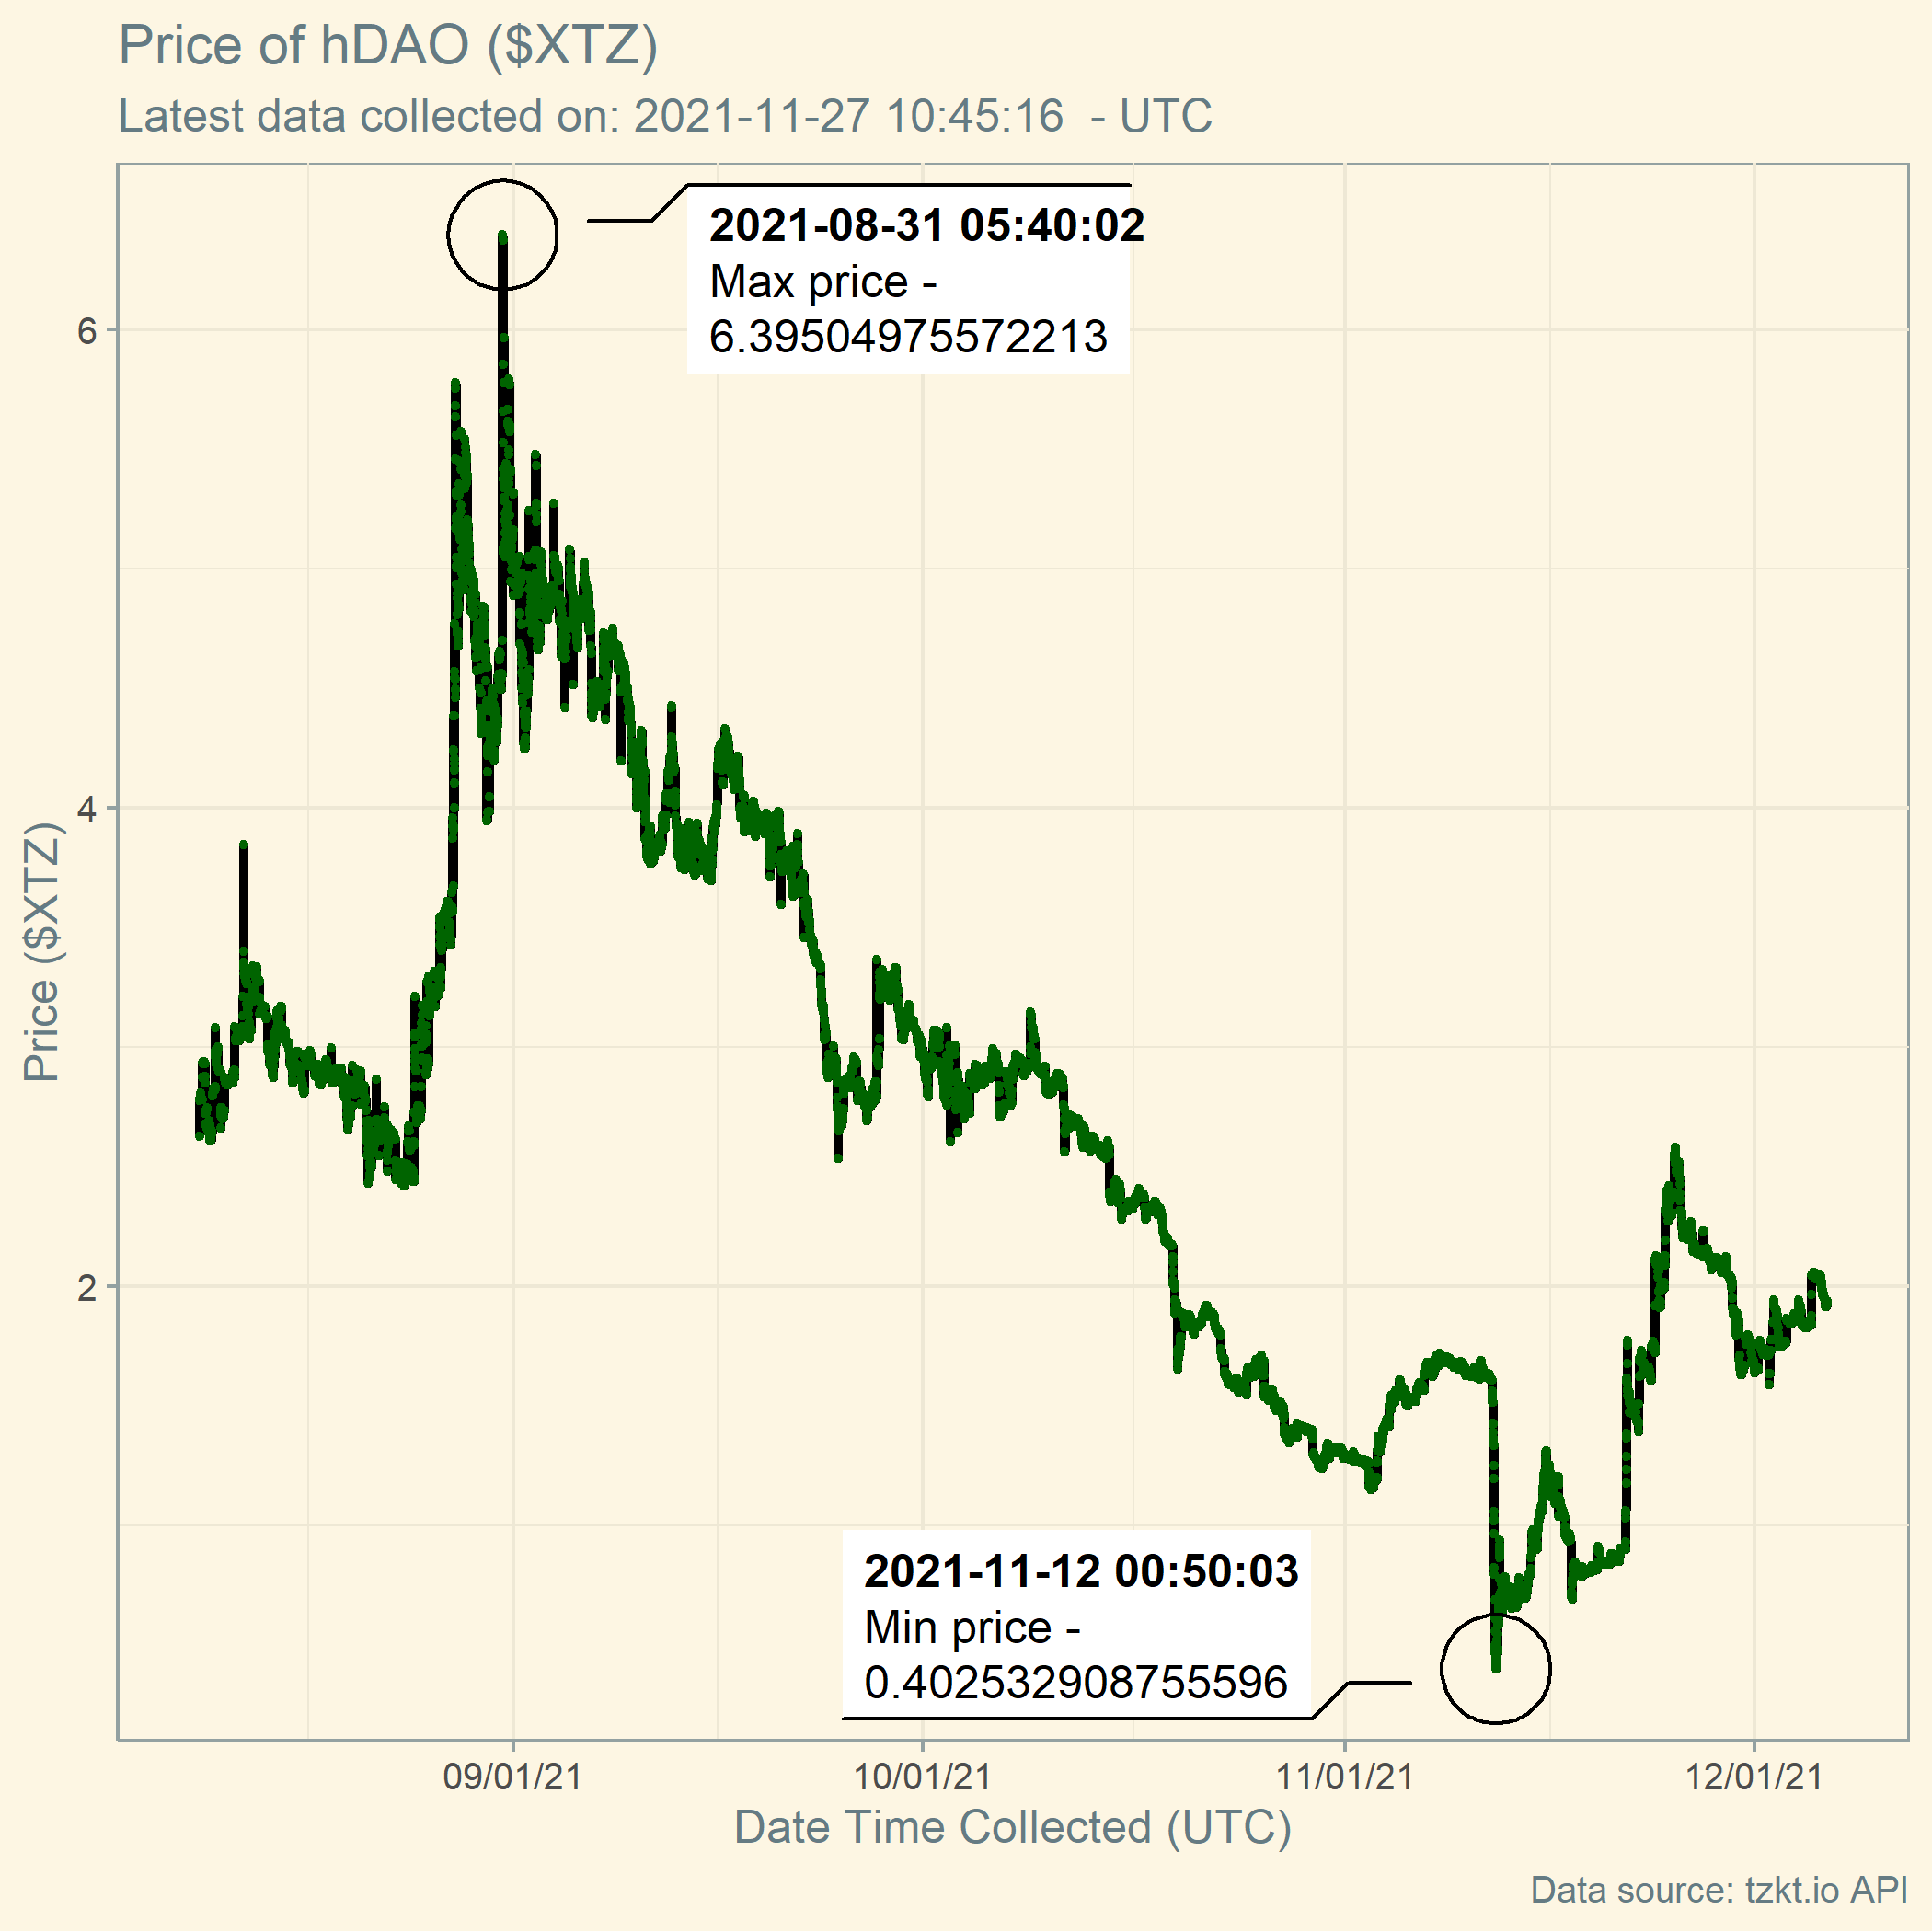 Price of hDAO ($XTZ)
Latest data collected on: 2021-11-27 10:45:16  - UTC
2021-08-31 05:40:02
Max price -
6.39504975572213
6
4
2
Price ($XTZ)
2021-11-12 00:50:03
Min price -
0.402532908755596
09/01/21
10/01/21
11/01/21
12/01/21
Date Time Collected (UTC)
Data source: tzkt.io API